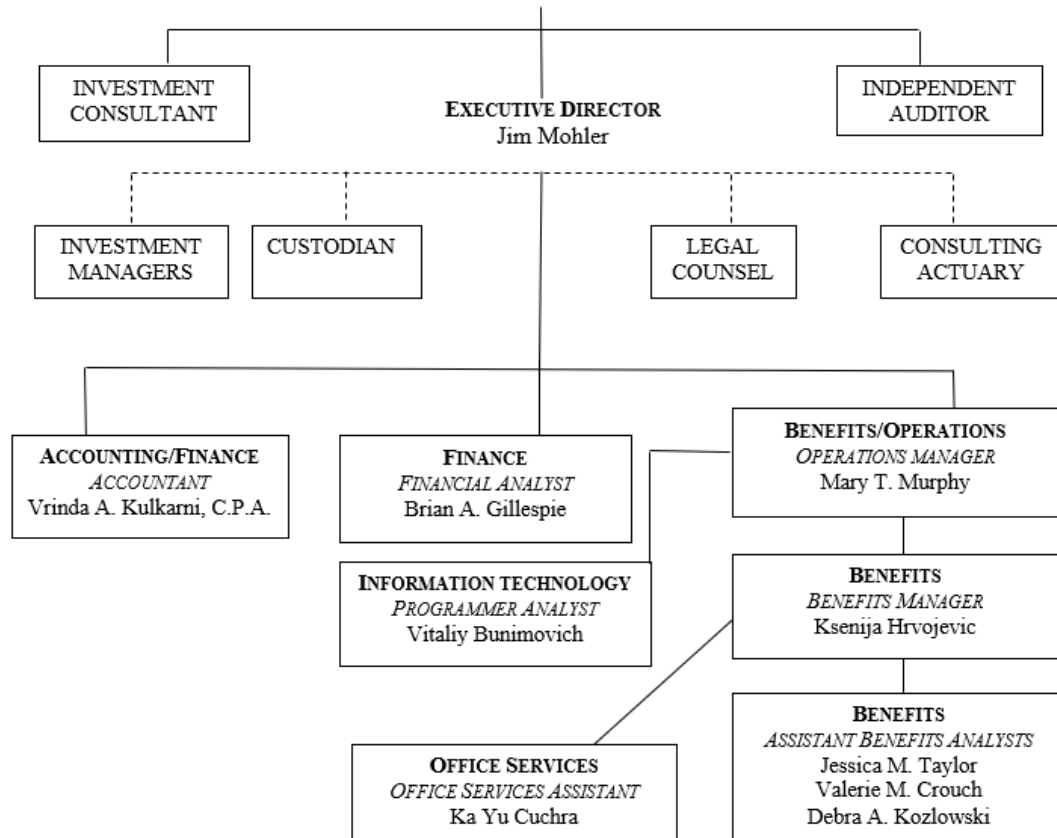 INVESTMENT
CONSULTANT
EXECUTIVE DIRECTOR
Jim Mohler
INDEPENDENT
AUDITOR
INVESTMENT
MANAGERS
CUSTODIAN
LEGAL
COUNSEL
CONSULTING
ACTUARY
ACCOUNTING/FINANCE
ACCOUNTANT
Vrinda A. Kulkarni, C.P.A.
FINANCE
FINANCIAL ANALYST
Brian A. Gillespie
BENEFITS/OPERATIONS
OPERATIONS MANAGER
Mary T. Murphy
INFORMATION TECHNOLOGY
PROGRAMMER ANALYST
Vitaliy Bunimovich
BENEFITS
BENEFITS MANAGER
Ksenija Hrvojevic
OFFICE SERVICES
OFFICE SERVICES ASSISTANT
Ka Yu Cuchra
BENEFITS
ASSISTANT BENEFITS ANALYSTS
Jessica M. Taylor
Valerie M. Crouch
Debra A. Kozlowski